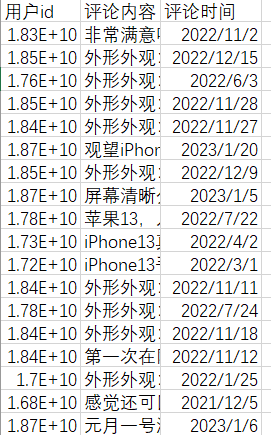 用户id 评论内容 评论时间
1.83E+10 非常满意 2022/11/2
1.85E+10 外形外观: 2022/12/15
1.76E+10 外形外观: 2022/6/3
1.85E+10 外形外观: 2022/11/28
1.84E+10 外形外观: 2022/11/27
1.87E+10 观望iPhon 2023/1/20
1.85E+10 外形外观: 2022/12/9
1.87E+10 屏幕清晰 2023/1/5
1.78E+10 苹果13, 2022/7/22
1.73E+10 iPhone13 2022/4/2
1.72E+10 iPhone13 2022/3/1
1.84E+10 外形外观: 2022/11/11
1.78E+10 外形外观: 2022/7/24
1.84E+10 外形外观: 2022/11/18
1.84E+10 第一次在 2022/11/12
1.7E+10 外形外观: 2022/1/25
1.68E+10 感觉还可 2021/12/5
1.87E+10 元月一号 2023/1/6